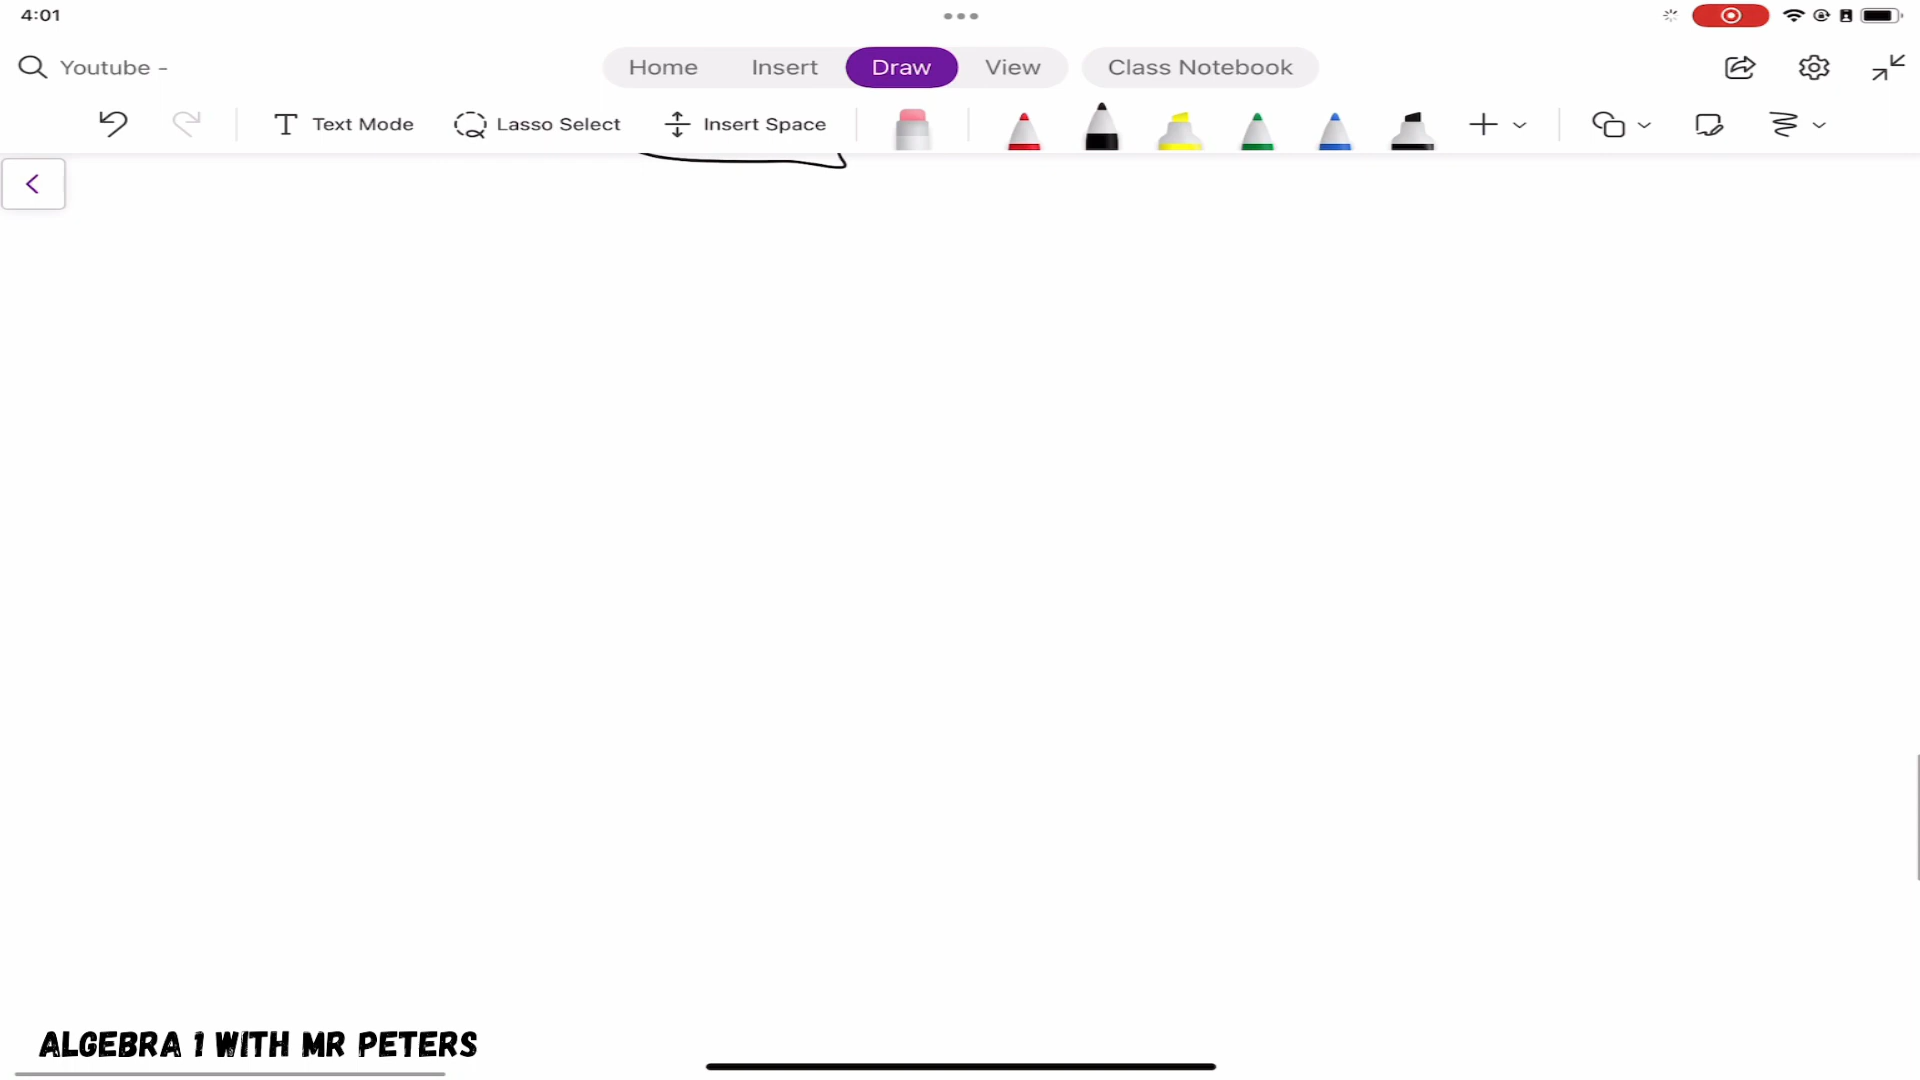 4:01
Youtube -
Home Insert Draw View Class Notebook
Text Mode Lasso Select Insert Space
ALGEBRA 1 WITH MR PETERS